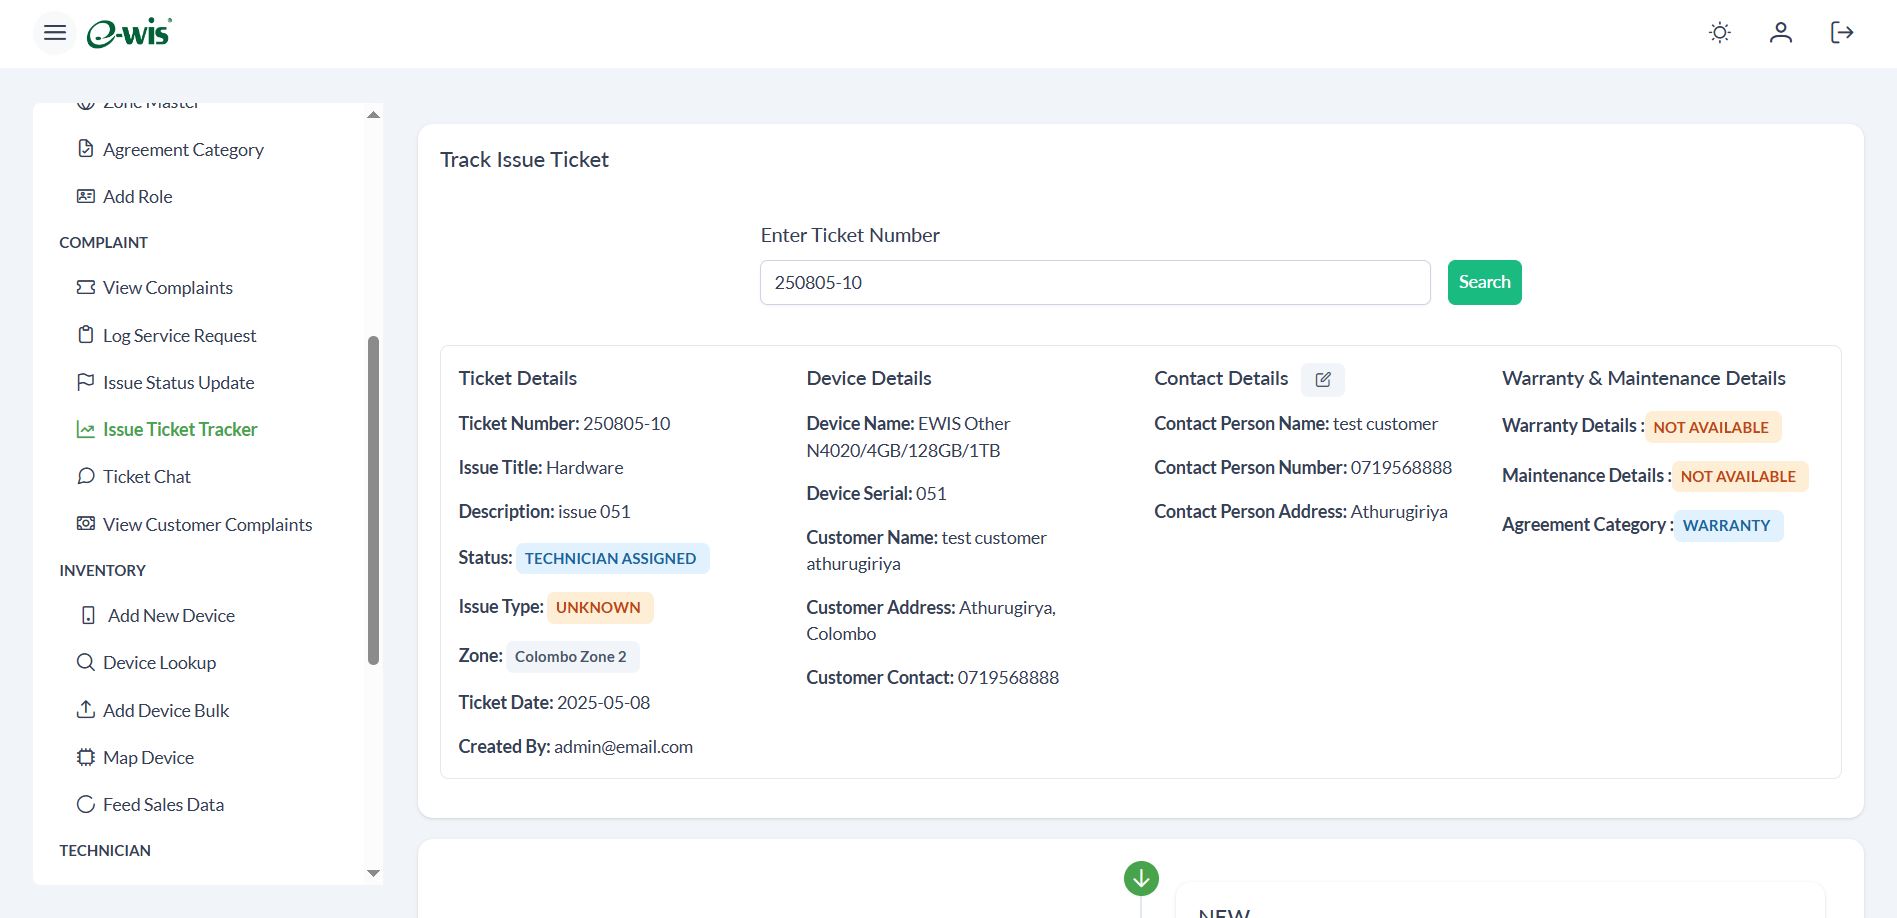 e-wis
Zone Master
Agreement Category
Add Role
COMPLAINT
View Complaints
Log Service Request
Issue Status Update
Issue Ticket Tracker
Ticket Chat
View Customer Complaints
INVENTORY
Add New Device
Device Lookup
Add Device Bulk
Map Device
Feed Sales Data
TECHNICIAN
Track Issue Ticket
Enter Ticket Number
250805-10
Search
Ticket Details
Ticket Number: 250805-10
Issue Title: Hardware
Description: issue 051
Status: TECHNICIAN ASSIGNED
Issue Type: UNKNOWN
Zone: Colombo Zone 2
Ticket Date: 2025-05-08
Created By: admin@email.com
Device Details
Device Name: EWIS Other
N4020/4GB/128GB/1TB
Device Serial: 051
Customer Name: test customer
athurugiriya
Customer Address: Athurugirya,
Colombo
Customer Contact: 0719568888
Contact Details
Contact Person Name: test customer
Contact Person Number: 0719568888
Contact Person Address: Athurugiriya
Warranty & Maintenance Details
Warranty Details : NOT AVAILABLE
Maintenance Details : NOT AVAILABLE
Agreement Category : WARRANTY
NEW